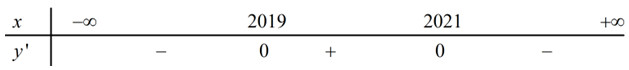 x −∞ 2019 2021 +∞
y' − 0 + 0 −